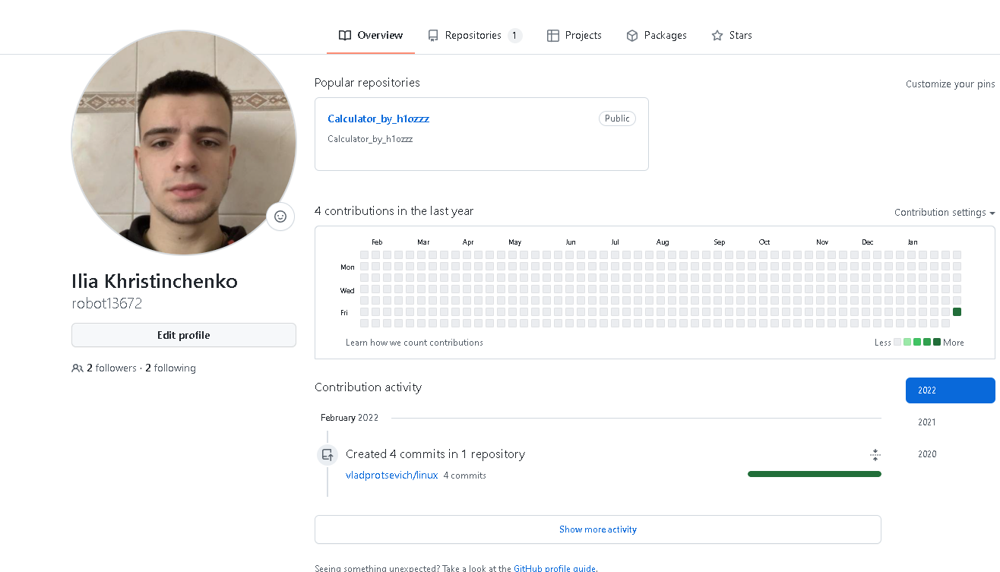 Overview Repositories 1 Projects Packages Stars
Popular repositories
Customize your pins
Calculator_by_h1ozzz Public
Calculator_by_h1ozzz
4 contributions in the last year
Contribution settings
Feb Mar Apr May Jun Jul Aug Sep Oct Nov Dec Jan
Mon
Wed
Fri
Learn how we count contributions
Less More
Ilia Khristinchenko
robot13672
Edit profile
2 followers · 2 following
Contribution activity
2022
2021
2020
February 2022
Created 4 commits in 1 repository
vladprotsevich/linux 4 commits
Show more activity
Seeing something unexpected? Take a look at the GitHub profile guide.